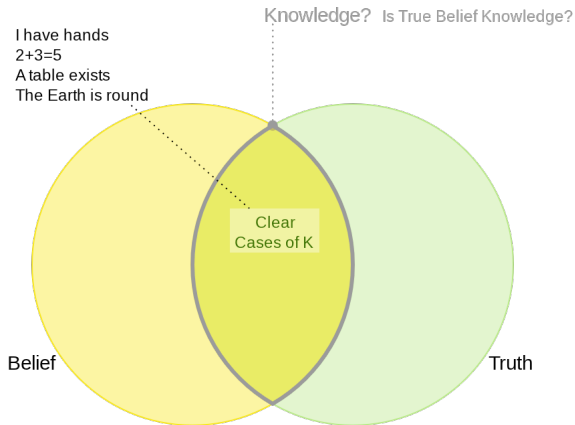 Knowledge? Is True Belief Knowledge?
I have hands
2+3=5
A table exists
The Earth is round
Clear
Cases of K
Belief
Truth